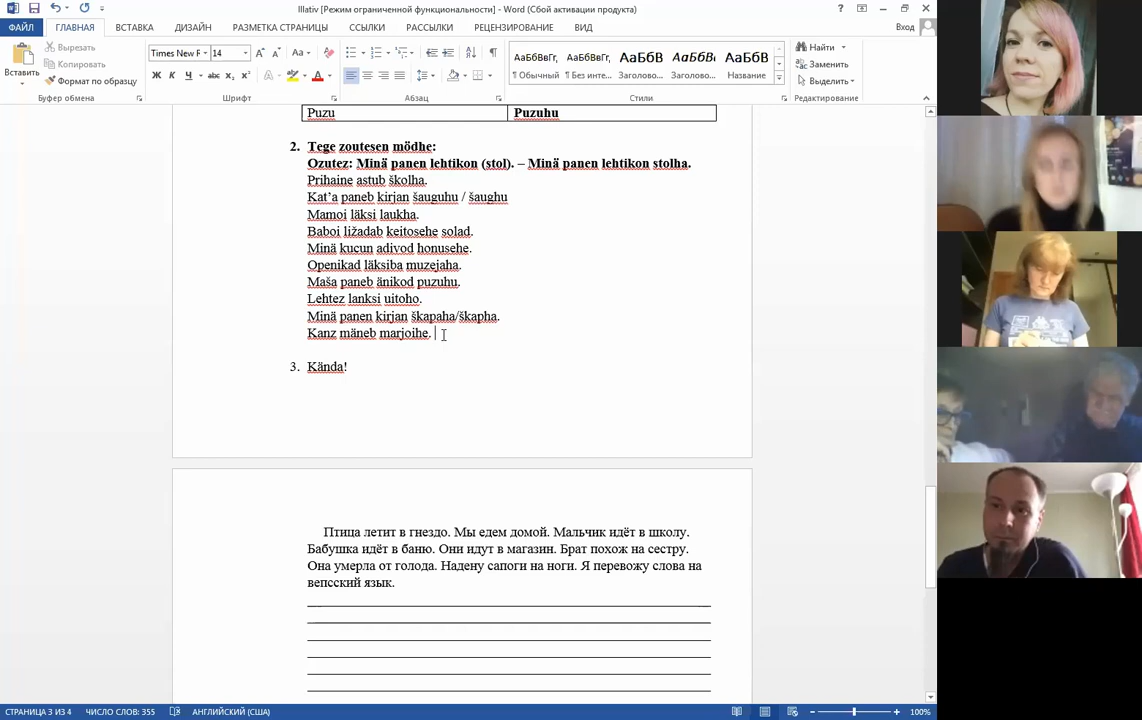 Illativ [Режим ограниченной функциональности] - Word (Сбой активации продукта)
ФАЙЛ ГЛАВНАЯ ВСТАВКА ДИЗАЙН РАЗМЕТКА СТРАНИЦЫ ССЫЛКИ РАССЫЛКИ РЕЦЕНЗИРОВАНИЕ ВИД Вход
Вставить
Вырезать
Копировать
Формат по образцу
Буфер обмена
Times New R 14
Ж К Ч abc x₂ x²
Шрифт
Абзац
АаБбВвГг, АаБбВвГг, АаБбВ АаБбВв АаБбВ
¶ Обычный ¶ Без инте... Заголово... Заголово... Название
Стили
Найти
Заменить
Выделить
Редактирование
Puzu Puzuhu
2. Tege zoutesen mödhe:
Ozutez: Minä panen lehtikon (stol). – Minä panen lehtikon stolha.
Prihaine astub školha.
Kat’a paneb kirjan šauguhu / šaughu
Mamoi läksi laukha.
Baboi ližadab keitosehe solad.
Minä kucun adivod honusehe.
Openikad läksiba muzejaha.
Maša paneb änikod puzuhu.
Lehtez lanksi uitoho.
Minä panen kirjan škapaha/škapha.
Kanz mäneb marjoihe.
3. Kända!
Птица летит в гнездо. Мы едем домой. Мальчик идёт в школу.
Бабушка идёт в баню. Они идут в магазин. Брат похож на сестру.
Она умерла от голода. Надену сапоги на ноги. Я перевожу слова на
вепсский язык.
СТРАНИЦА 3 ИЗ 4 ЧИСЛО СЛОВ: 355 АНГЛИЙСКИЙ (США) 100%